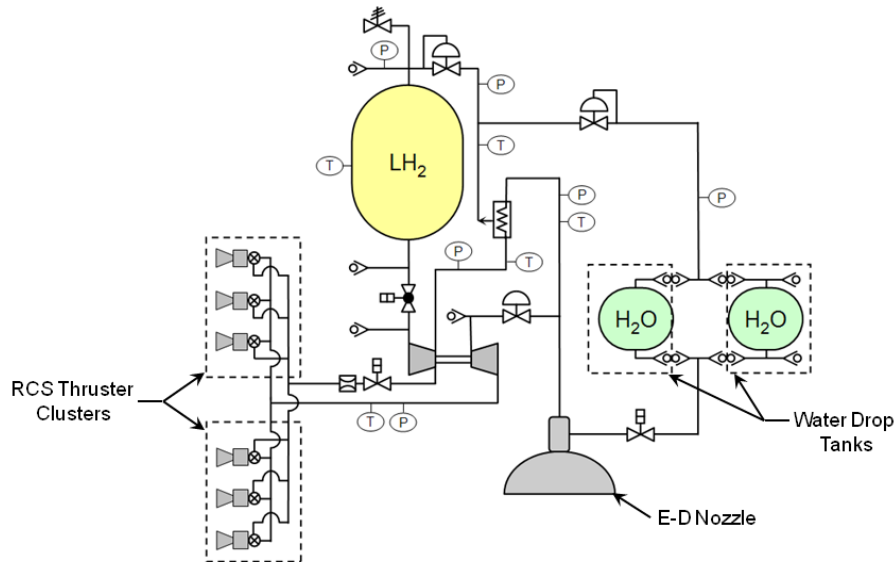 P
P
T
LH2
T
P
P
T
P
T
H2O
H2O
RCS Thruster
Clusters
T
P
Water Drop
Tanks
E-D Nozzle